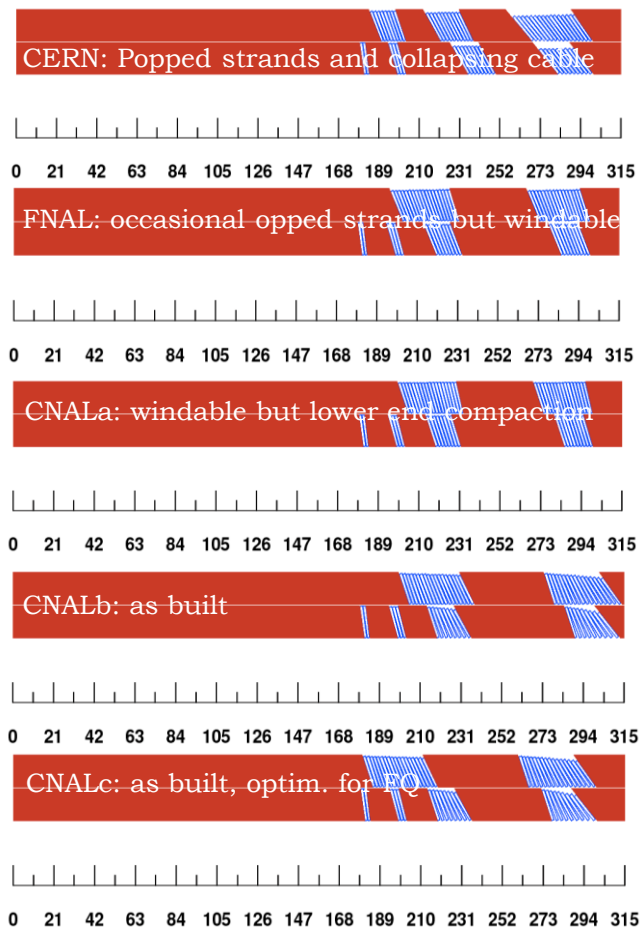 CERN: Popped strands and collapsing cable
0 21 42 63 84 105 126 147 168 189 210 231 252 273 294 315
FNAL: occasional opped strands but windable
0 21 42 63 84 105 126 147 168 189 210 231 252 273 294 315
CNALa: windable but lower end compaction
0 21 42 63 84 105 126 147 168 189 210 231 252 273 294 315
CNALb: as built
0 21 42 63 84 105 126 147 168 189 210 231 252 273 294 315
CNALc: as built, optim. for EQ
0 21 42 63 84 105 126 147 168 189 210 231 252 273 294 315